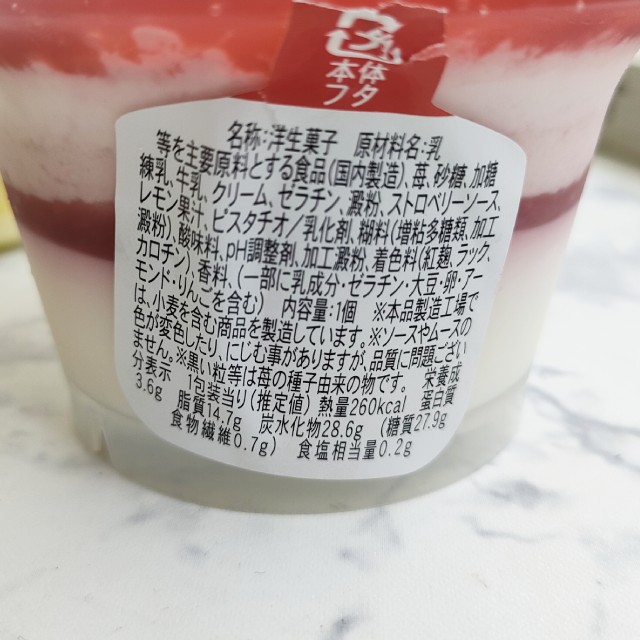 本体
フタ
名称:洋生菓子 原材料名:乳
等を主要原料とする食品(国内製造)、苺、砂糖、加糖
練乳、牛乳、クリーム、ゼラチン、澱粉、ストロベリーソース、
レモン果汁、ピスタチオ/乳化剤、糊料(増粘多糖類、加工
澱粉)、酸味料、pH調整剤、加工澱粉、着色料(紅麹、ラック、
カロチン)、香料、(一部に乳成分・ゼラチン・大豆・卵・アー
モンド・りんごを含む) 内容量:1個 ※本品製造工場で
は、小麦を含む商品を製造しています。※ソースやムースの
色が変色したり、にじむ事がありますが、品質に問題ござい
ません。※黒い粒等は苺の種子由来の物です。 栄養成
分表示 1包装当り(推定値) 熱量260kcal 蛋白質
3.6g 脂質14.7g 炭水化物28.6g (糖質27.9g
食物繊維0.7g) 食塩相当量0.2g